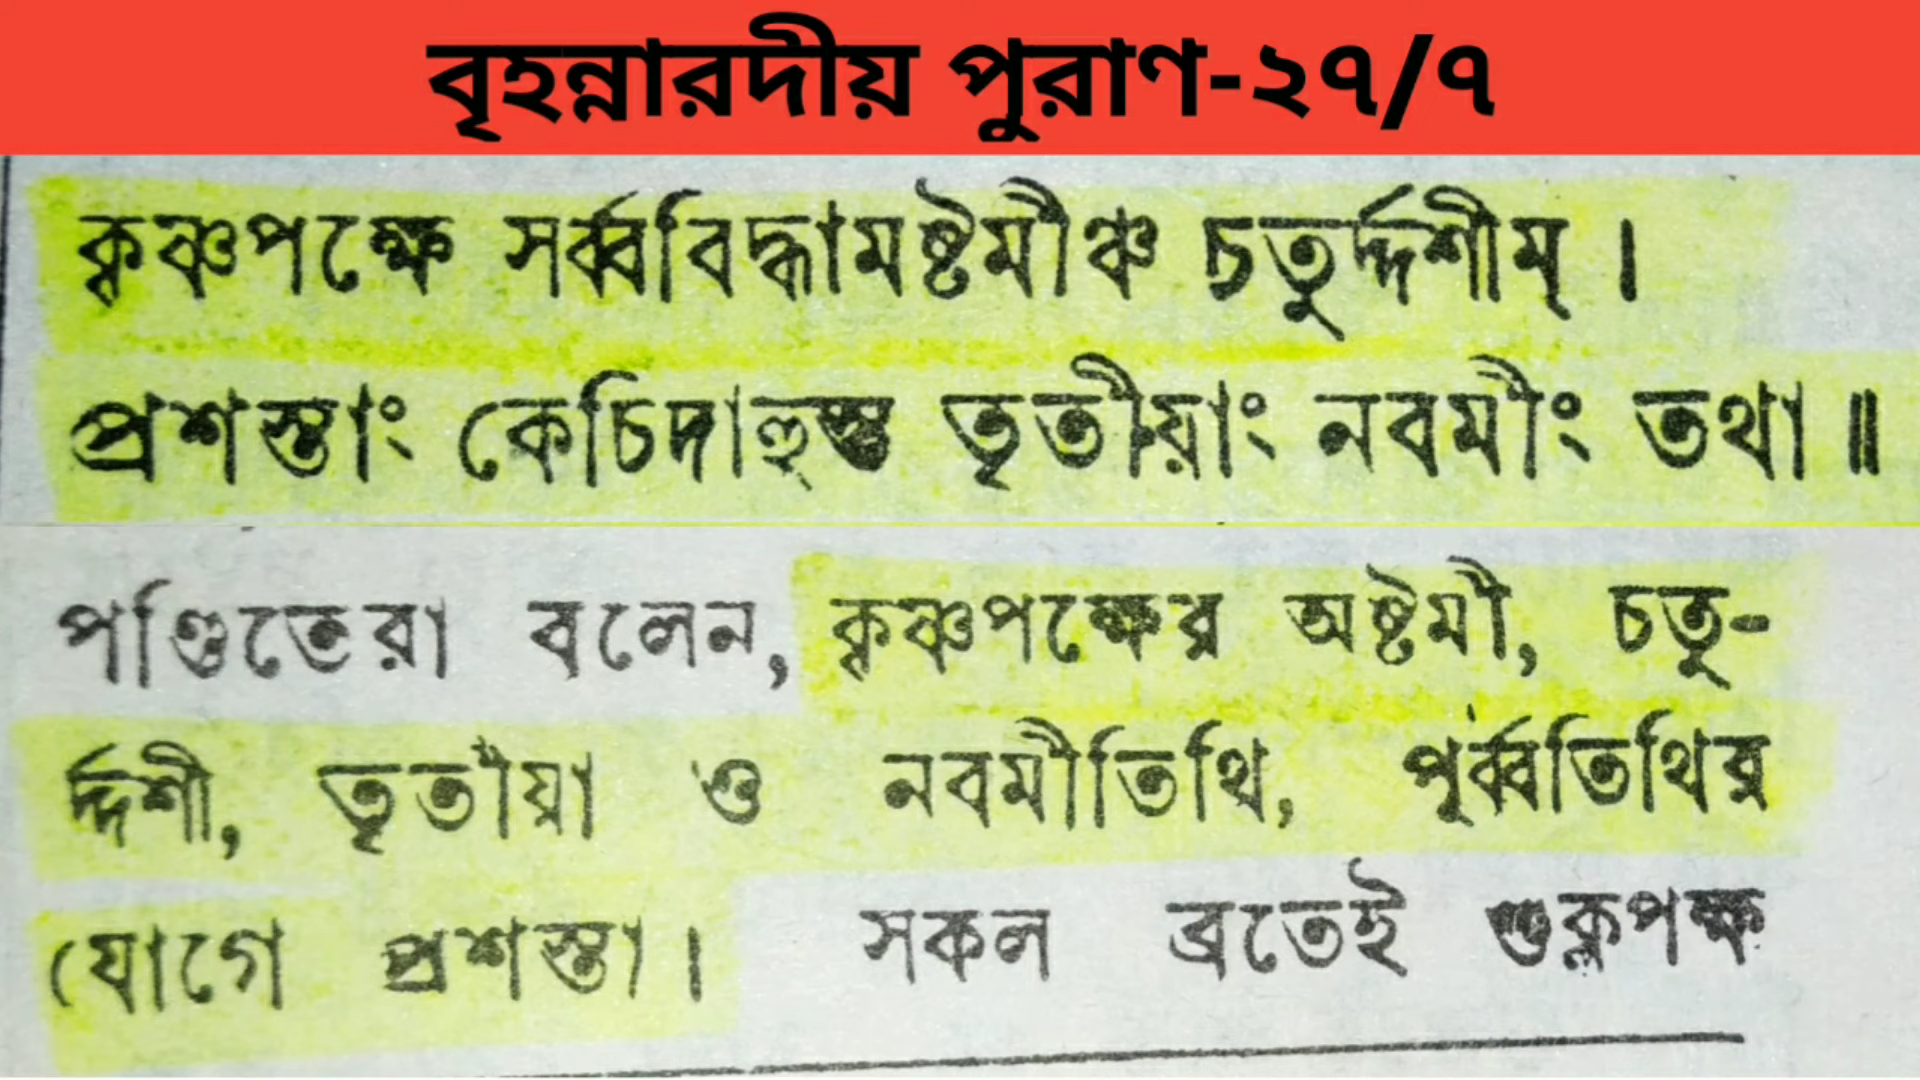 বৃহন্নারদীয় পুরাণ-২৭/৭
কৃষ্ণপক্ষে সর্ব্ববিদ্ধামষ্টমীঞ্চ চতুর্দ্দশীম্ ।
প্রশস্তাং কেচিদাহুস্তু তৃতীয়াং নবমীং তথা ॥
পণ্ডিতেরা বলেন, কৃষ্ণপক্ষের অষ্টমী, চতু-
র্দ্দশী, তৃতীয়া ও নবমীতিথি, পূর্ব্বতিথির
যোগে প্রশস্তা । সকল ব্রতেই শুক্লপক্ষ